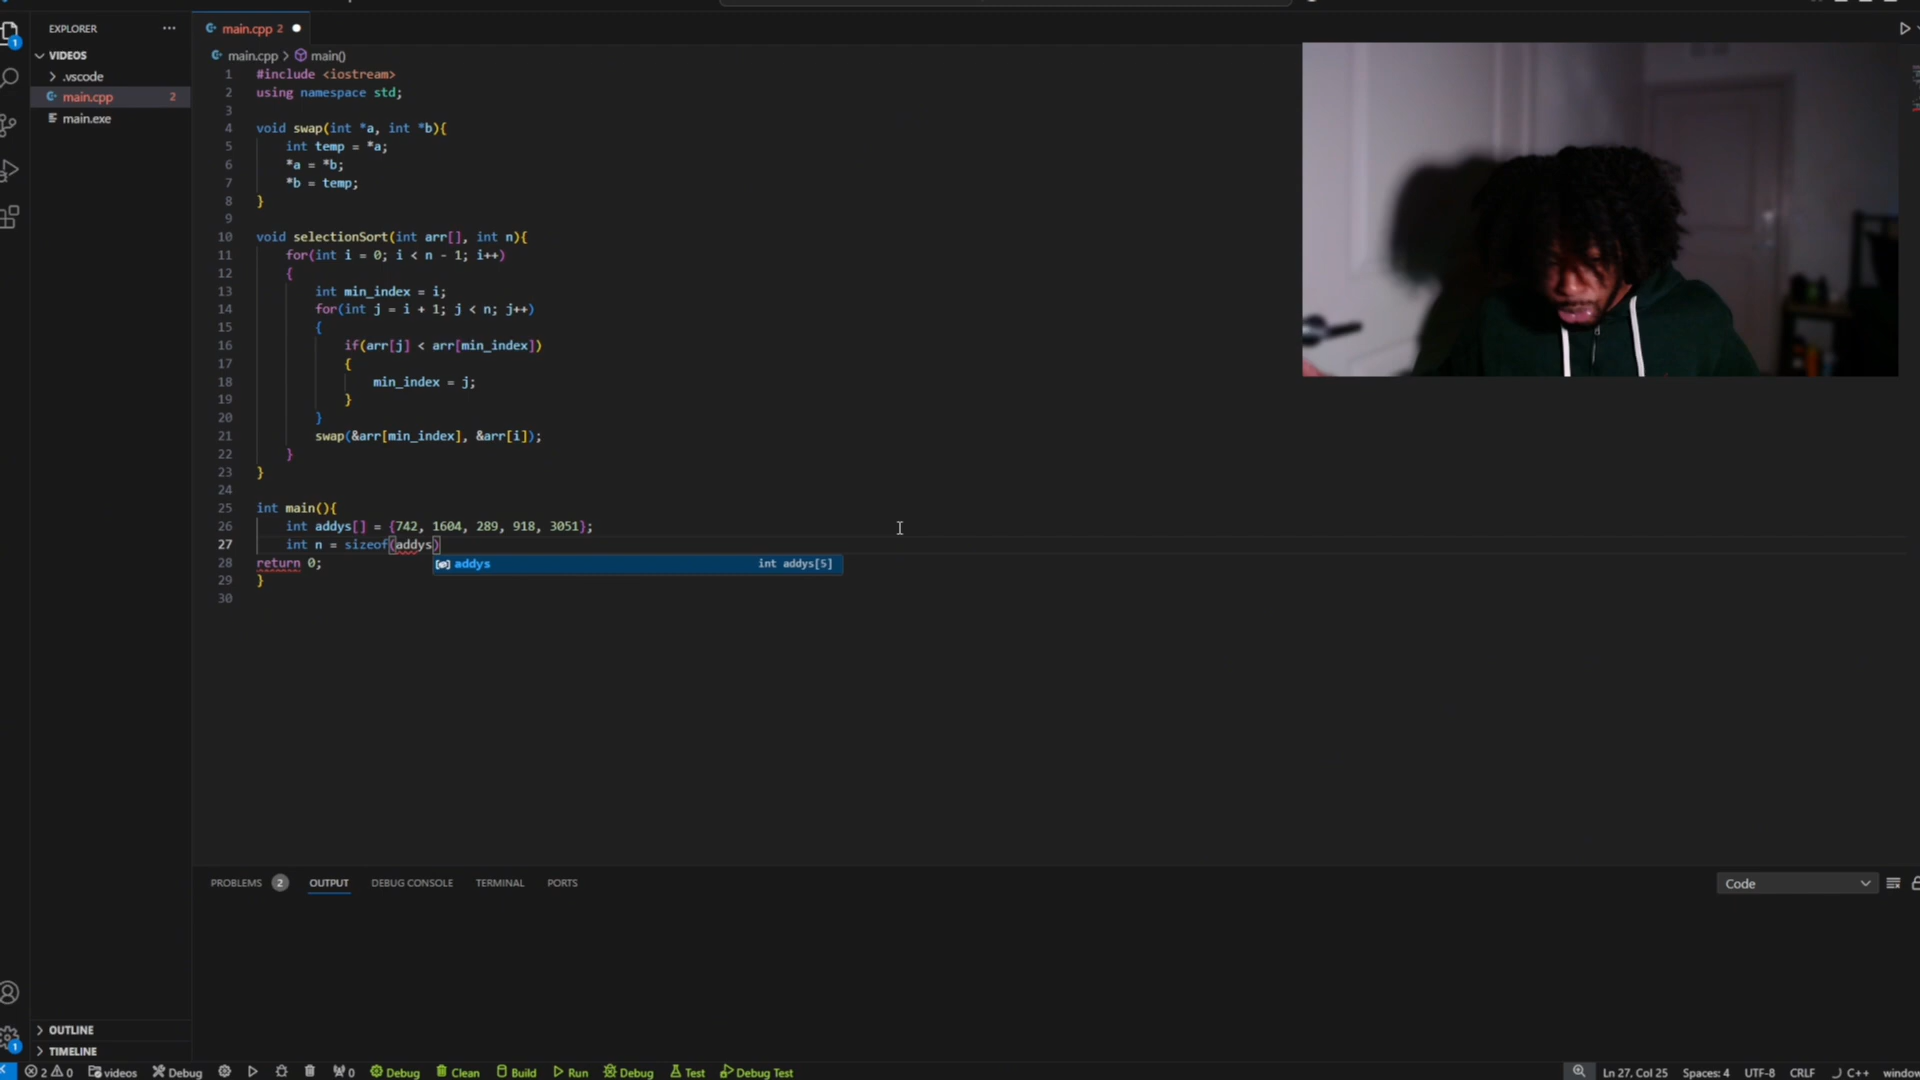 EXPLORER ···
main.cpp 2
VIDEOS
.vscode
main.cpp 2
main.exe
main.cpp > main()
1 #include <iostream>
2 using namespace std;
3
4 void swap(int *a, int *b){
5 int temp = *a;
6 *a = *b;
7 *b = temp;
8 }
9
10 void selectionSort(int arr[], int n){
11 for(int i = 0; i < n - 1; i++)
12 {
13 int min_index = i;
14 for(int j = i + 1; j < n; j++)
15 {
16 if(arr[j] < arr[min_index])
17 {
18 min_index = j;
19 }
20 }
21 swap(&arr[min_index], &arr[i]);
22 }
23 }
24
25 int main(){
26 int addys[] = {742, 1604, 289, 918, 3051};
27 int n = sizeof(addys)
28 return 0;
addys int addys[5]
29 }
30
PROBLEMS 2 OUTPUT DEBUG CONSOLE TERMINAL PORTS
Code
1
1
OUTLINE
TIMELINE
2 0 videos Debug 0 Debug Clean Build Run Debug Test Debug Test Ln 27, Col 25 Spaces: 4 UTF-8 CRLF C++